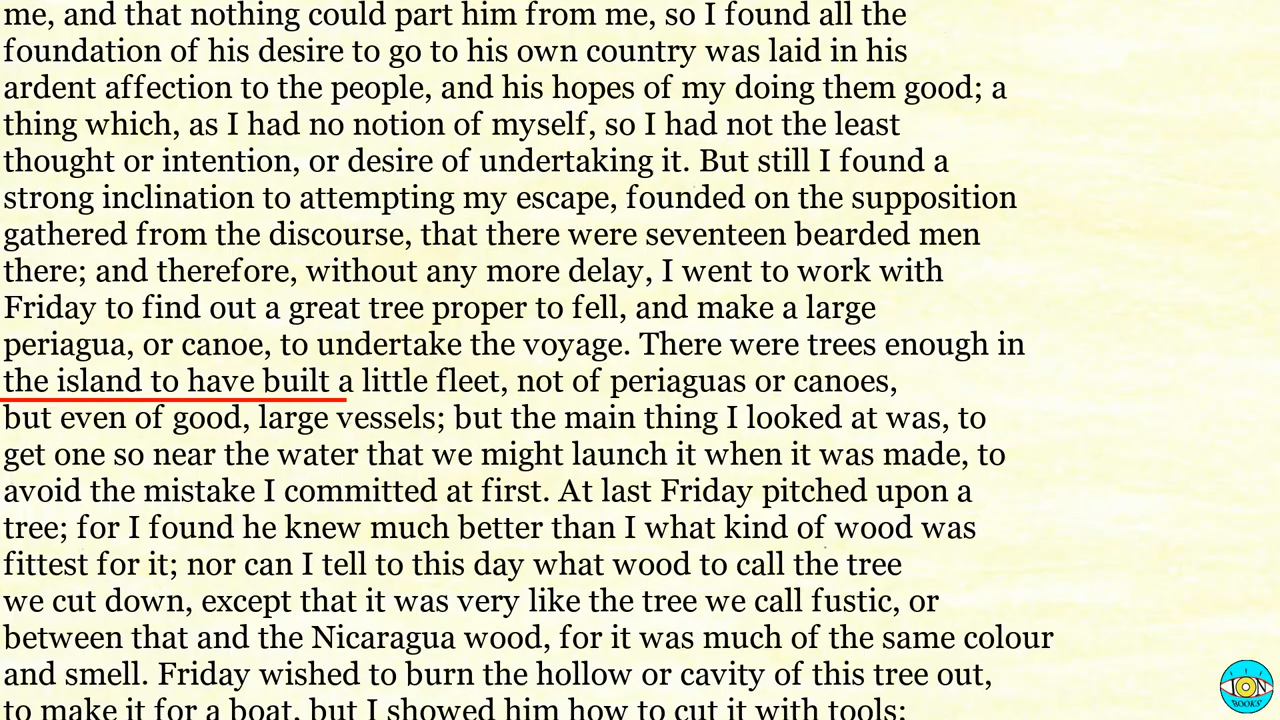 me, and that nothing could part him from me, so I found all the
foundation of his desire to go to his own country was laid in his
ardent affection to the people, and his hopes of my doing them good; a
thing which, as I had no notion of myself, so I had not the least
thought or intention, or desire of undertaking it. But still I found a
strong inclination to attempting my escape, founded on the supposition
gathered from the discourse, that there were seventeen bearded men
there; and therefore, without any more delay, I went to work with
Friday to find out a great tree proper to fell, and make a large
periagua, or canoe, to undertake the voyage. There were trees enough in
the island to have built a little fleet, not of periaguas or canoes,
but even of good, large vessels; but the main thing I looked at was, to
get one so near the water that we might launch it when it was made, to
avoid the mistake I committed at first. At last Friday pitched upon a
tree; for I found he knew much better than I what kind of wood was
fittest for it; nor can I tell to this day what wood to call the tree
we cut down, except that it was very like the tree we call fustic, or
between that and the Nicaragua wood, for it was much of the same colour
and smell. Friday wished to burn the hollow or cavity of this tree out,
to make it for a boat, but I showed him how to cut it with tools;
BOOKS